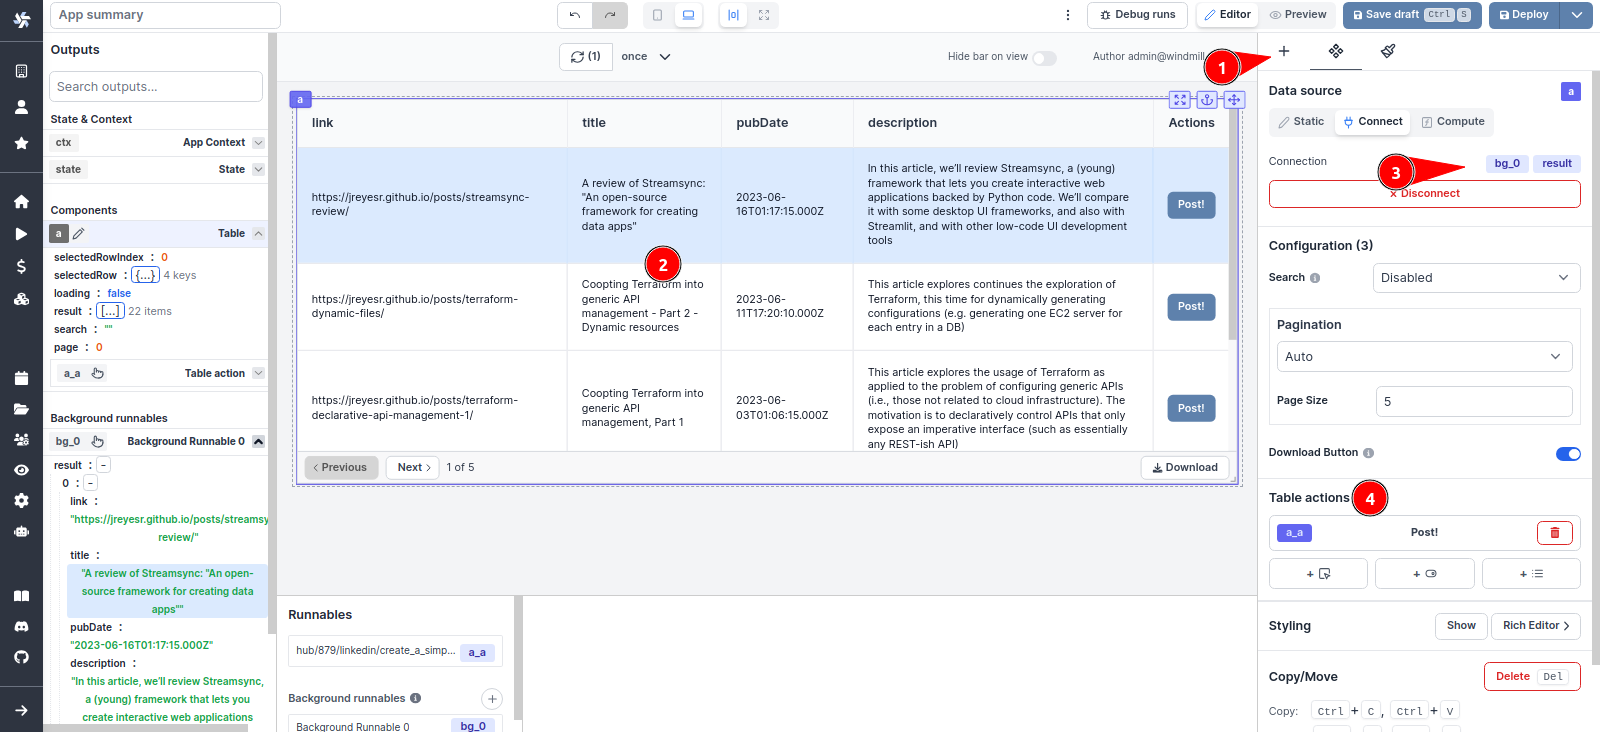 App summary
Debug runs
Editor
Preview
Save draft Ctrl S
Deploy
Outputs
Search outputs...
State & Context
ctx App Context
state State
Components
a Table
selectedRowIndex : 0
selectedRow : {...} 4 keys
loading : false
result : [...] 22 items
search : ""
page : 0
a_a Table action
Background runnables
bg_0 Background Runnable 0
result : -
0 : -
link :
"https://jreyesr.github.io/posts/streamsy
review/"
title :
"A review of Streamsync: "An open-
source framework for creating data
apps""
pubDate :
"2023-06-16T01:17:15.000Z"
description :
"In this article, we'll review Streamsync,
a (young) framework that lets you
create interactive web applications
(1) once
Hide bar on view
Author admin@windmill
1
a
link title pubDate description Actions
https://jreyesr.github.io/posts/streamsync-
review/
A review of Streamsync:
"An open-source
framework for creating
data apps"
2023-06-
16T01:17:15.000Z
In this article, we'll review Streamsync, a (young)
framework that lets you create interactive web
applications backed by Python code. We'll compare
it with some desktop UI frameworks, and also with
Streamlit, and with other low-code UI development
tools
Post!
2
https://jreyesr.github.io/posts/terraform-
dynamic-files/
Coopting Terraform into
generic API
management - Part 2 -
Dynamic resources
2023-06-
11T17:20:10.000Z
This article explores continues the exploration of
Terraform, this time for dynamically generating
configurations (e.g. generating one EC2 server for
each entry in a DB)
Post!
https://jreyesr.github.io/posts/terraform-
declarative-api-management-1/
Coopting Terraform into
generic API
management, Part 1
2023-06-
03T01:06:15.000Z
This article explores the usage of Terraform as
applied to the problem of configuring generic APIs
(i.e., those not related to cloud infrastructure). The
motivation is to declaratively control APIs that only
expose an imperative interface (such as essentially
any REST-ish API)
Post!
Previous
Next
1 of 5
Download
Runnables
hub/879/linkedin/create_a_simp... a_a
Background runnables
Background Runnable 0 bg_0
Data source a
Static
Connect
Compute
Connection bg_0 result
3
× Disconnect
Configuration (3)
Search Disabled
Pagination
Auto
Page Size 5
Download Button
Table actions 4
a_a Post!
+
+
+
Styling Show Rich Editor
Copy/Move Delete Del
Copy: Ctrl + C , Ctrl + V